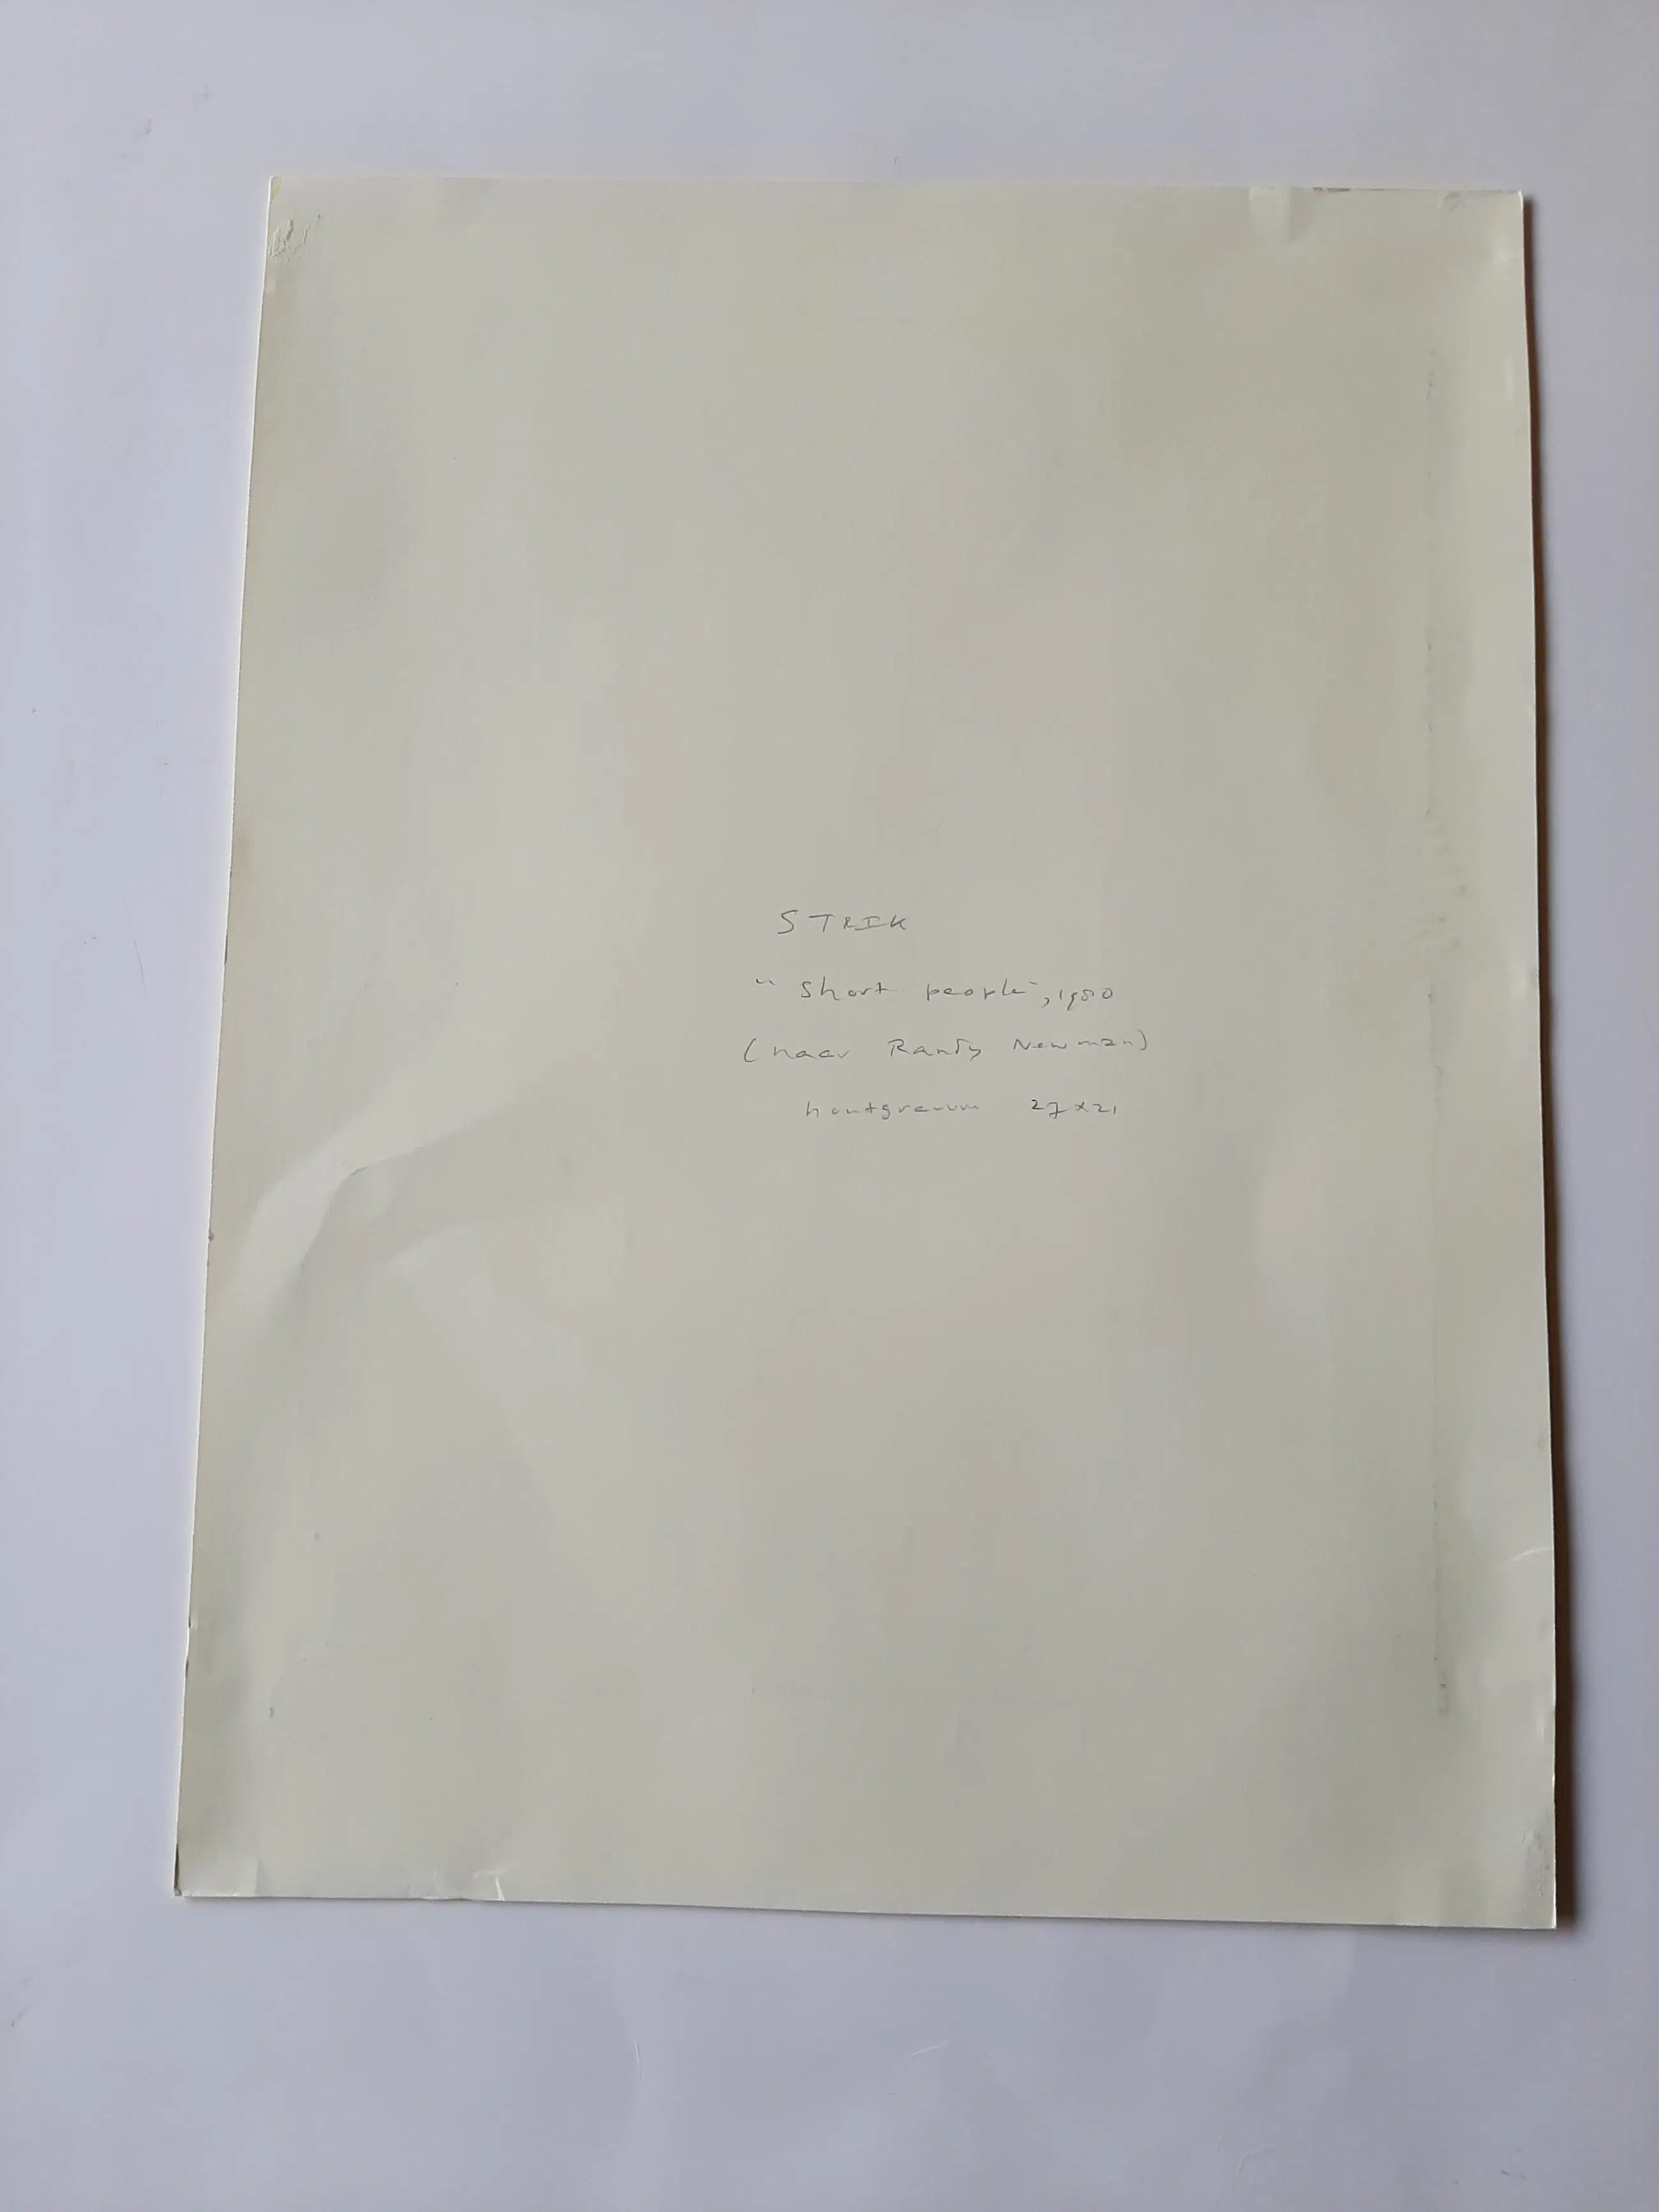 STRIK
"Short people", 1980
(naar Randy Newman)
houtgravure 27x21